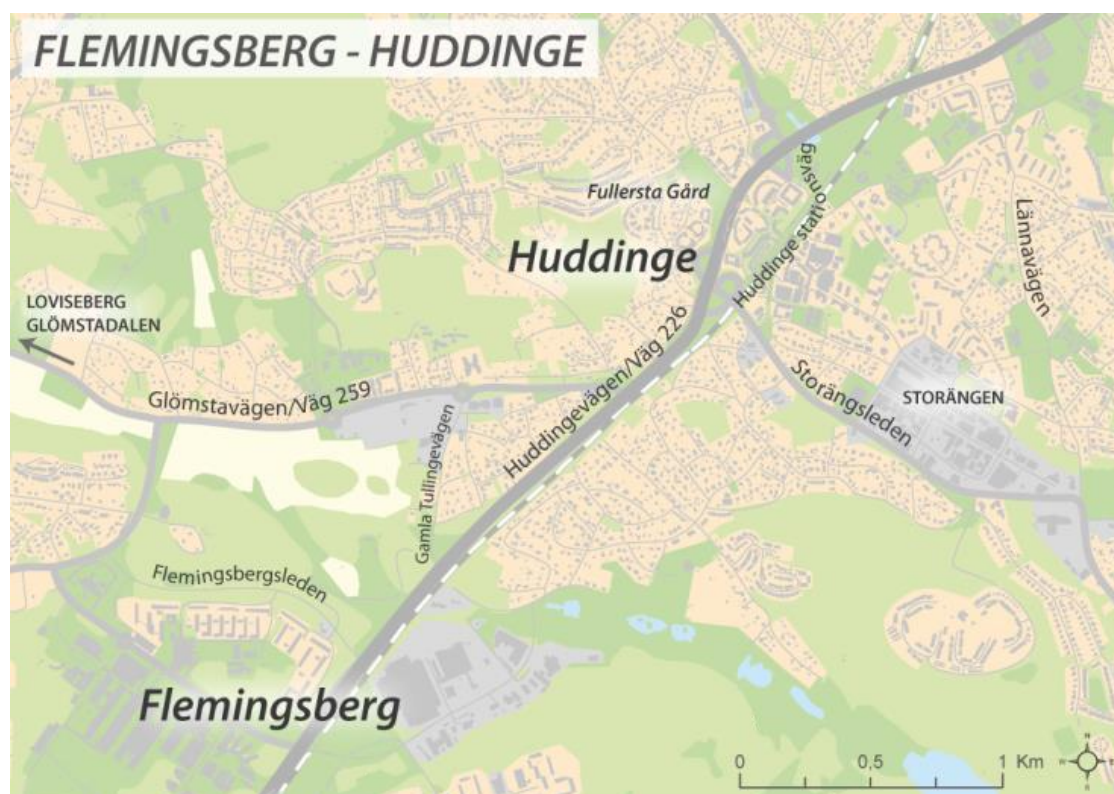 FLEMINGSBERG - HUDDINGE
Fullersta Gård
Huddinge stationsväg
Lännavägen
Huddinge
LOVISEBERG
GLÖMSTADALEN
Glömstavägen/Väg 259
Huddingevägen/Väg 226
Storängsleden
STORÄNGEN
Gamla Tullingevägen
Flemingsbergsleden
Flemingsberg
0 0,5 1 Km
N